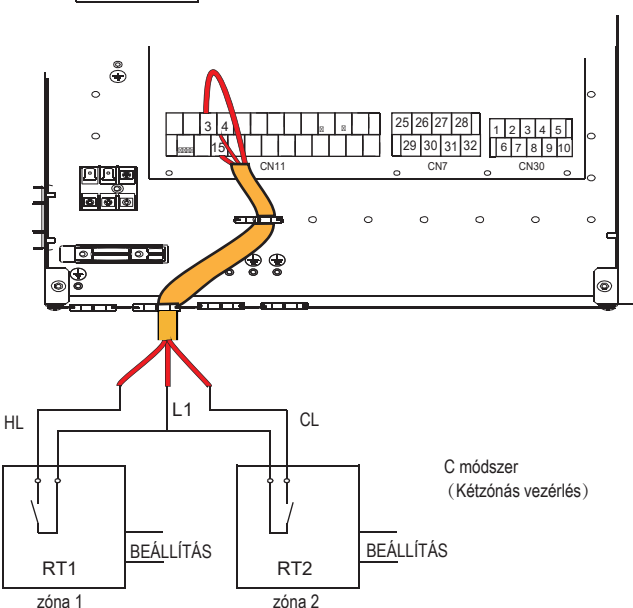 3 4
15
CN11
25 26 27 28
29 30 31 32
CN7
1 2 3 4 5
6 7 8 9 10
CN30
HL
L1
CL
C módszer
(Kétzónás vezérlés)
BEÁLLÍTÁS
BEÁLLÍTÁS
RT1
RT2
zóna 1
zóna 2